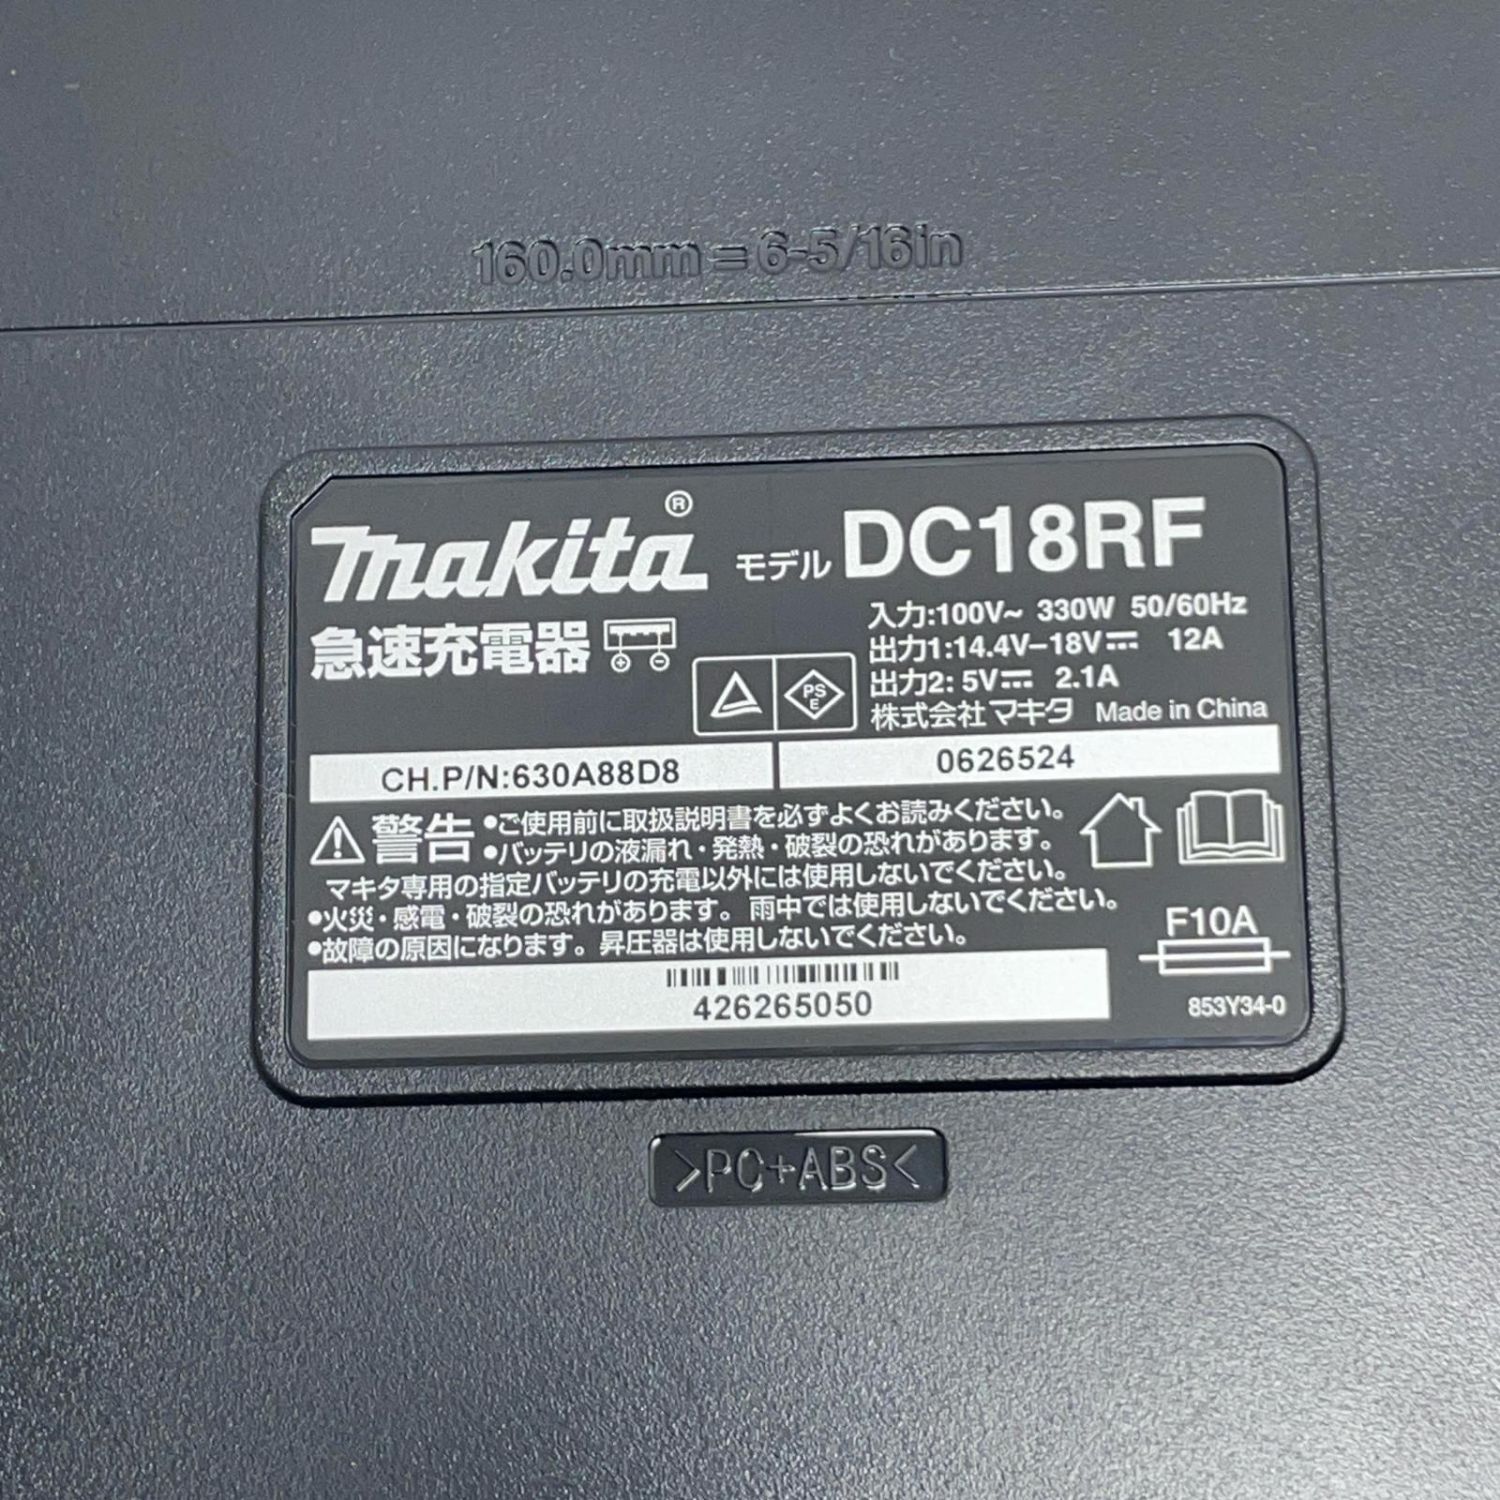 160.0mm = 6-5/16in
makita® モデル DC18RF
急速充電器
入力:100V~ 330W 50/60Hz
出力1:14.4V-18V⎓ 12A
出力2: 5V⎓ 2.1A
株式会社マキタ Made in China
PSE
CH.P/N:630A88D8
0626524
警告 •ご使用前に取扱説明書を必ずよくお読みください。
•バッテリの液漏れ・発熱・破裂の恐れがあります。
マキタ専用の指定バッテリの充電以外には使用しないでください。
•火災・感電・破裂の恐れがあります。雨中では使用しないでください。
•故障の原因になります。昇圧器は使用しないでください。
F10A
426265050
853Y34-0
>PC+ABS<